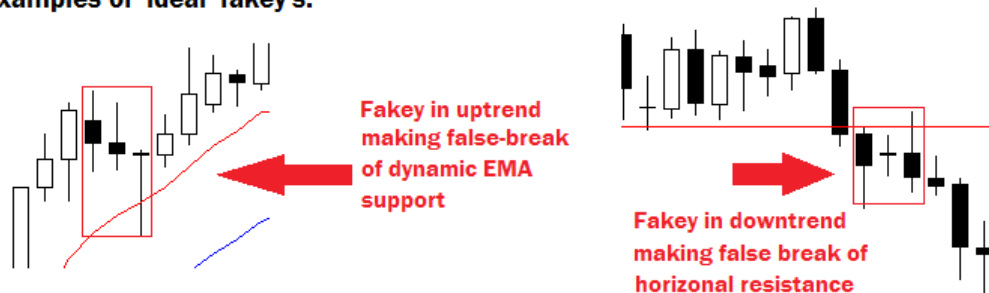 examples of 'ideal' fakey's:
Fakey in uptrend
making false-break
of dynamic EMA
support
Fakey in downtrend
making false break of
horizonal resistance